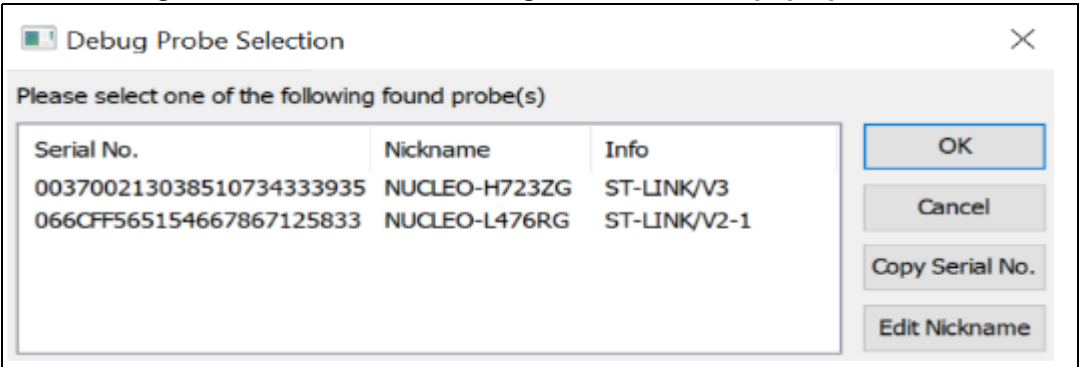 Debug Probe Selection
Please select one of the following found probe(s)
Serial No. Nickname Info
003700213038510734333935 NUCLEO-H723ZG ST-LINK/V3
066CFF565154667867125833 NUCLEO-L476RG ST-LINK/V2-1
OK
Cancel
Copy Serial No.
Edit Nickname